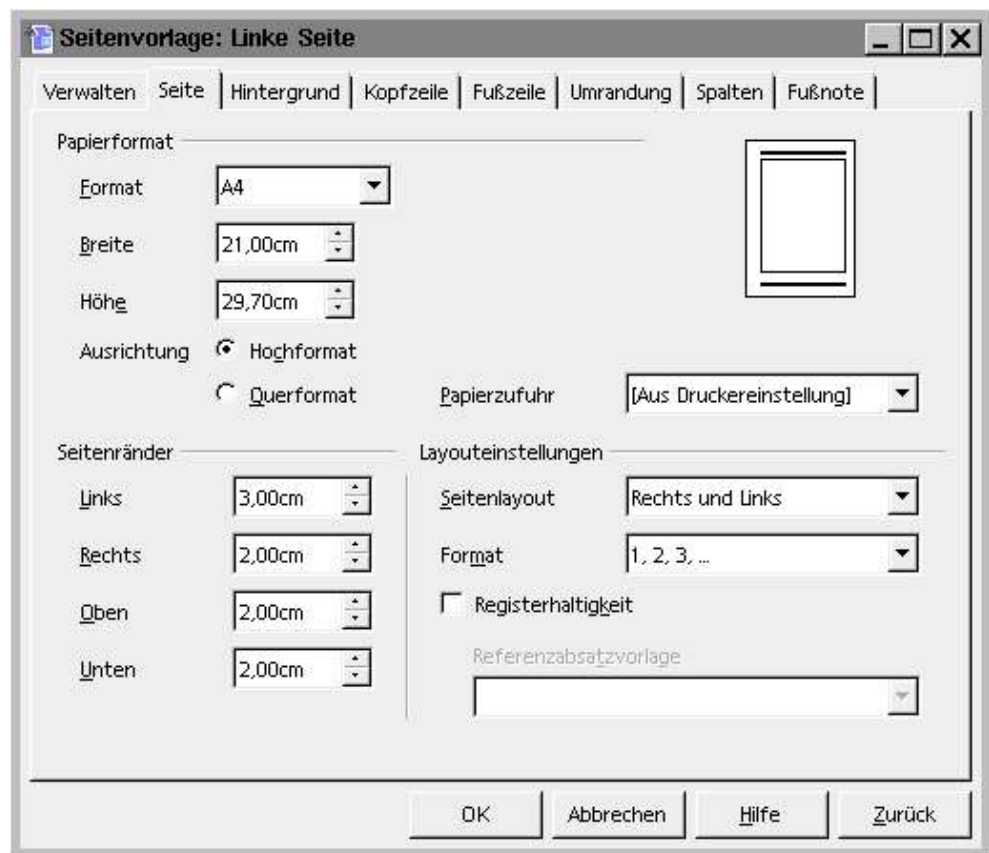 Seitenvorlage: Linke Seite
Verwalten Seite Hintergrund Kopfzeile Fußzeile Umrandung Spalten Fußnote
Papierformat
Format A4
Breite 21,00cm
Höhe 29,70cm
Ausrichtung Hochformat
Querformat Papierzufuhr [Aus Druckereinstellung]
Seitenränder Layouteinstellungen
Links 3,00cm Seitenlayout Rechts und Links
Rechts 2,00cm Format 1, 2, 3, ...
Oben 2,00cm Registerhaltigkeit
Referenzabsatzvorlage
Unten 2,00cm
OK Abbrechen Hilfe Zurück